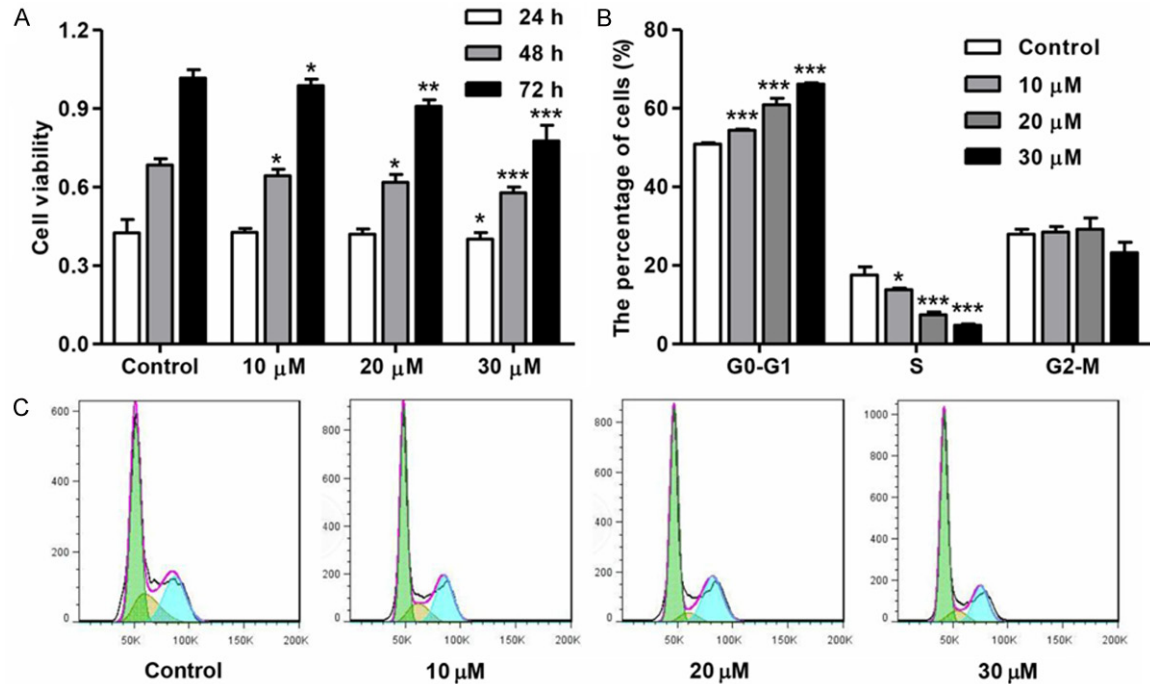 A
Cell viability
1.2
0.9
0.6
0.3
0.0
24 h
48 h
72 h
*
*
*
**
*
***
***
Control
10 μM
20 μM
30 μM
B
The percentage of cells (%)
80
60
40
20
0
Control
10 μM
20 μM
30 μM
***
***
***
*
***
***
G0-G1
S
G2-M
C
600
400
200
0
50K
100K
150K
200K
Control
800
600
400
200
0
50K
100K
150K
200K
10 μM
800
600
400
200
0
50K
100K
150K
200K
20 μM
1000
800
600
400
200
0
50K
100K
150K
200K
30 μM